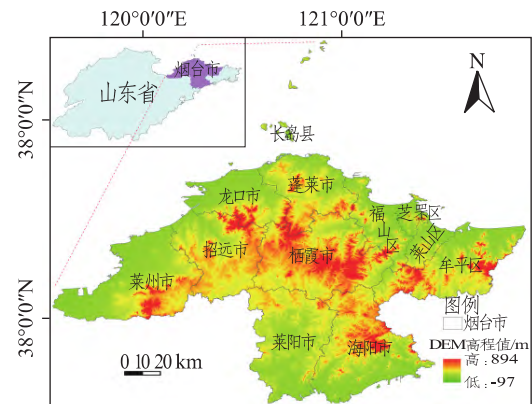 120°0′0″E
121°0′0″E
38°0′0″N
38°0′0″N
山东省
烟台市
N
长岛县
蓬莱市
龙口市
福山区
芝罘区
莱山区
招远市
栖霞市
牟平区
莱州市
莱阳市
海阳市
图例
烟台市
DEM高程值/m
高：894
低：-97
0 10 20 km